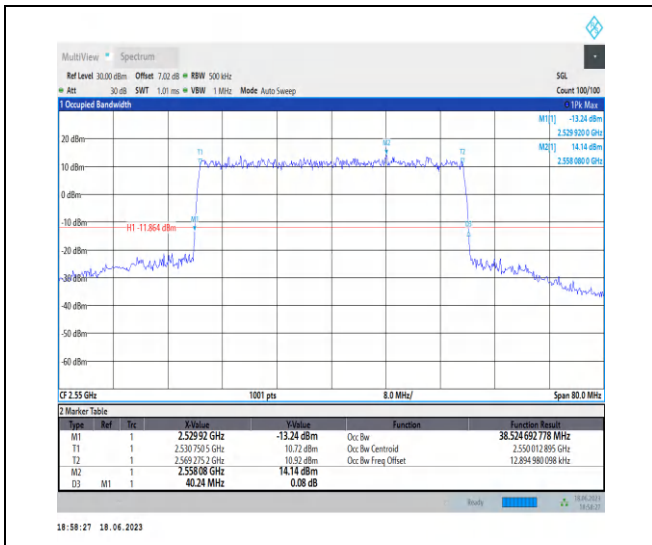 MultiView Spectrum
Ref Level 30.00 dBm Offset 7.02 dB RBW 500 kHz SGL
Att 30 dB SWT 1.01 ms VBW 1 MHz Mode Auto Sweep Count 100/100
1 Occupied Bandwidth 1Pk Max
M1[1] -13.24 dBm
2.529 920 0 GHz
M2[1] 14.14 dBm
2.558 080 0 GHz
20 dBm
T1 M2 T2
10 dBm
0 dBm
-10 dBm
M1
H1 -11.864 dBm
-20 dBm
-30 dBm
-40 dBm
-50 dBm
-60 dBm
CF 2.55 GHz 1001 pts 8.0 MHz/ Span 80.0 MHz
2 Marker Table
Type Ref Trc X-Value Y-Value Function Function Result
M1 1 2.529 92 GHz -13.24 dBm Occ Bw 38.524 692 778 MHz
T1 1 2.530 750 5 GHz 10.72 dBm Occ Bw Centroid 2.550 012 895 GHz
T2 1 2.569 275 2 GHz 10.92 dBm Occ Bw Freq Offset 12.894 980 098 kHz
M2 1 2.558 08 GHz 14.14 dBm
D3 M1 1 40.24 MHz 0.08 dB
Ready 18.06.2023
18:58:27
18:58:27 18.06.2023